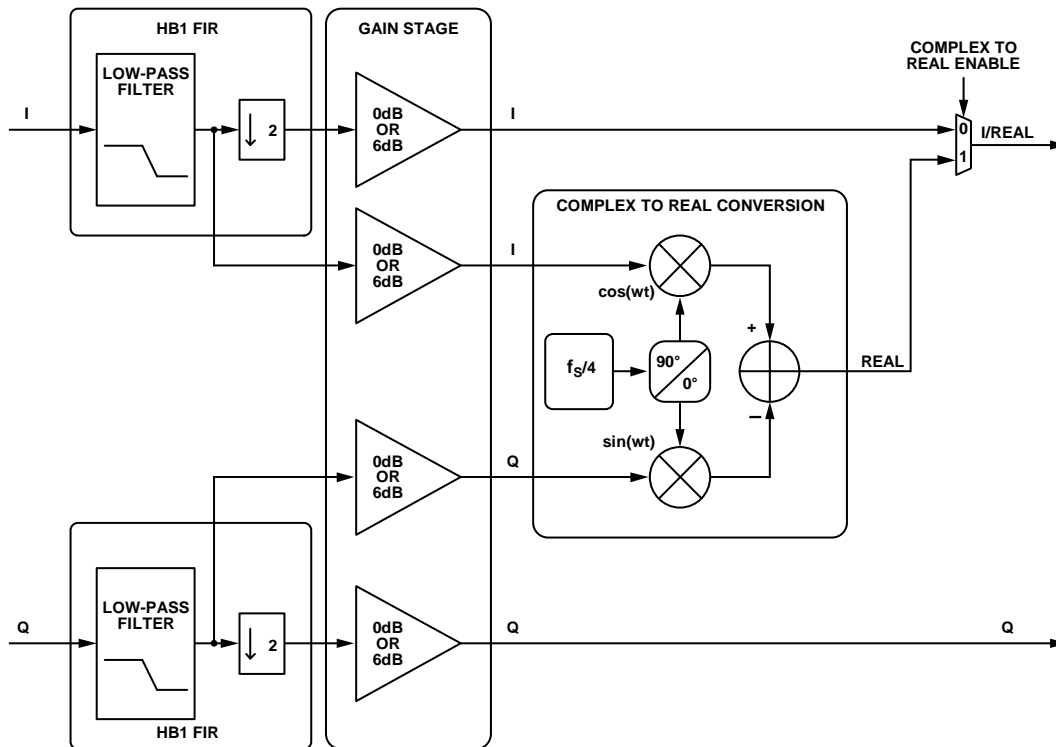 HB1 FIR
LOW-PASS
FILTER
I
2
GAIN STAGE
0dB
OR
6dB
I
COMPLEX TO
REAL ENABLE
0
1
I/REAL
0dB
OR
6dB
I
COMPLEX TO REAL CONVERSION
cos(wt)
fS/4
90°
0°
+
–
REAL
sin(wt)
0dB
OR
6dB
Q
Q
LOW-PASS
FILTER
2
HB1 FIR
0dB
OR
6dB
Q
Q